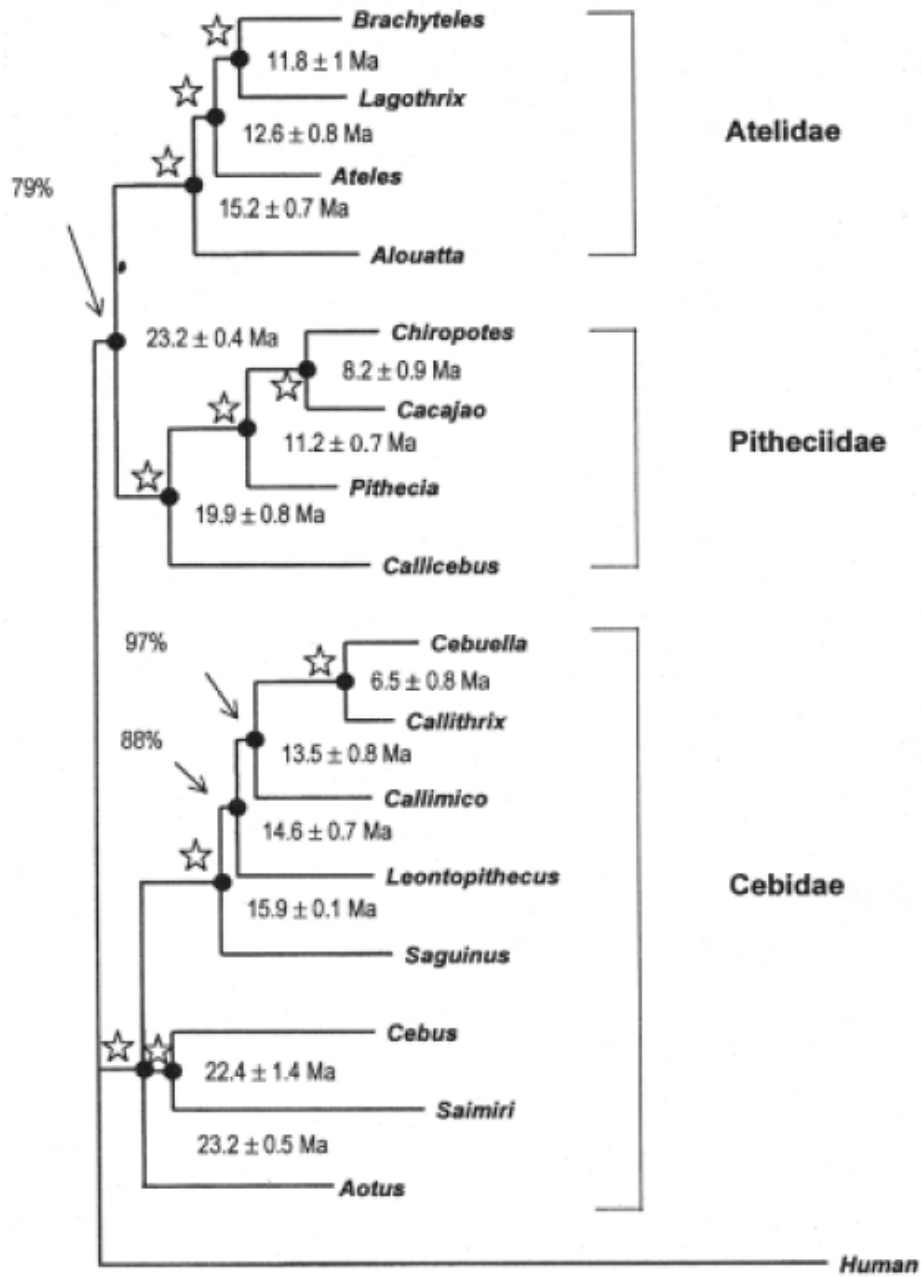 Brachyteles
11.8 ± 1 Ma
Lagothrix
12.6 ± 0.8 Ma
Atelidae
Ateles
79%
15.2 ± 0.7 Ma
Alouatta
Chiropotes
23.2 ± 0.4 Ma
8.2 ± 0.9 Ma
Cacajao
11.2 ± 0.7 Ma
Pitheciidae
Pithecia
19.9 ± 0.8 Ma
Callicebus
97%
Cebuella
6.5 ± 0.8 Ma
Callithrix
88%
13.5 ± 0.8 Ma
Callimico
14.6 ± 0.7 Ma
Leontopithecus
Cebidae
15.9 ± 0.1 Ma
Saguinus
Cebus
22.4 ± 1.4 Ma
Saimiri
23.2 ± 0.5 Ma
Aotus
Human